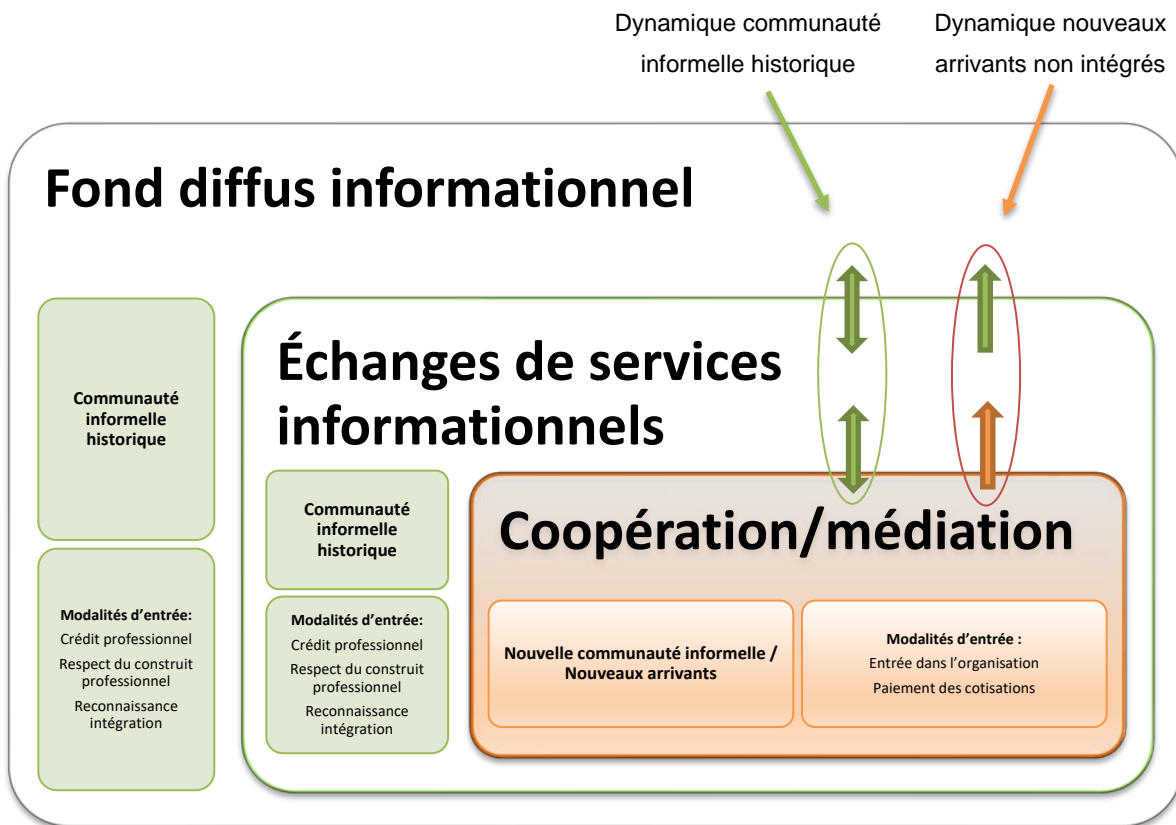 Dynamique communauté
informelle historique
Dynamique nouveaux
arrivants non intégrés
Fond diffus informationnel
Communauté
informelle
historique
Modalités d’entrée:
Crédit professionnel
Respect du construit
professionnel
Reconnaissance
intégration
Échanges de services
informationnels
Communauté
informelle
historique
Modalités d’entrée:
Crédit professionnel
Respect du construit
professionnel
Reconnaissance
intégration
Coopération/médiation
Nouvelle communauté informelle /
Nouveaux arrivants
Modalités d’entrée :
Entrée dans l’organisation
Paiement des cotisations